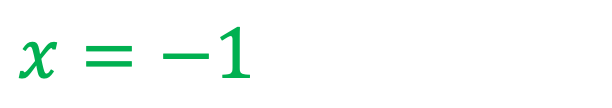 x = −1